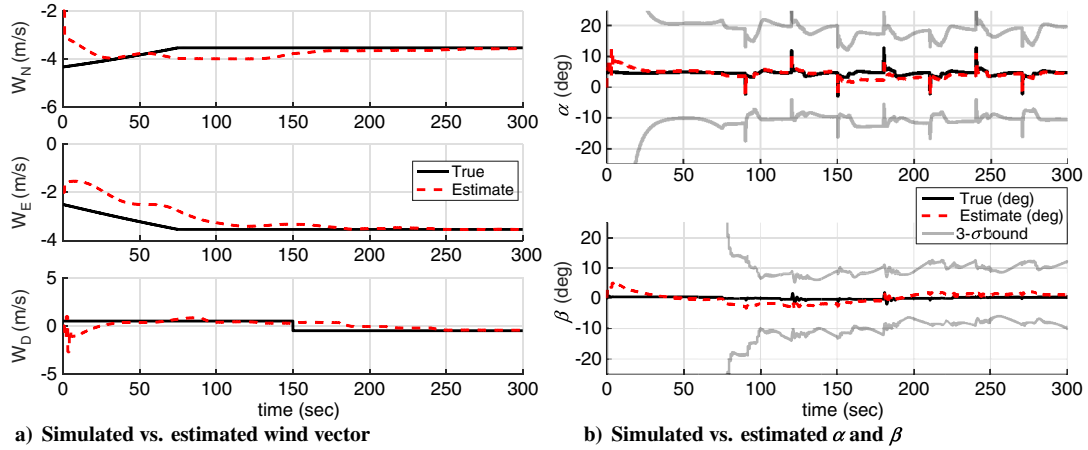 -2
-4
-6
W_N (m/s)
0 50 100 150 200 250 300
0
-2
-4
W_E (m/s)
True
Estimate
0 50 100 150 200 250 300
5
0
-5
W_D (m/s)
0 50 100 150 200 250 300
time (sec)
a) Simulated vs. estimated wind vector
20
10
0
-10
-20
α (deg)
0 50 100 150 200 250 300
True (deg)
Estimate (deg)
3-σ bound
20
10
0
-10
-20
β (deg)
0 50 100 150 200 250 300
time (sec)
b) Simulated vs. estimated α and β